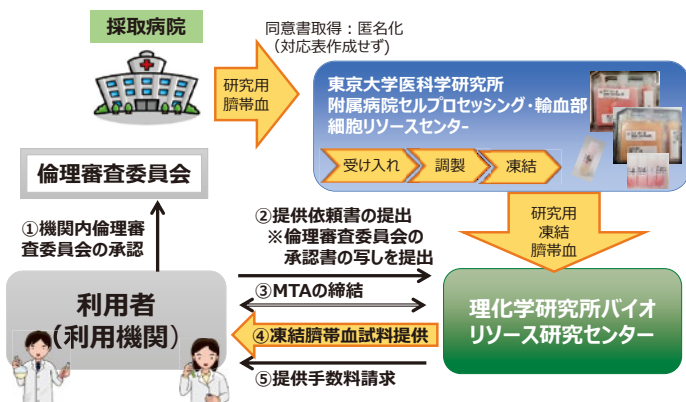 採取病院
同意書取得：匿名化
（対応表作成せず）
研究用
臍帯血
東京大学医科学研究所
附属病院セルプロセッシング・輸血部
細胞リソースセンター
受け入れ
調製
凍結
倫理審査委員会
①機関内倫理審
査委員会の承認
②提供依頼書の提出
※倫理審査委員会の
承認書の写しを提出
研究用
凍結
臍帯血
利用者
（利用機関）
③MTAの締結
④凍結臍帯血試料提供
⑤提供手数料請求
理化学研究所バイオ
リソース研究センター